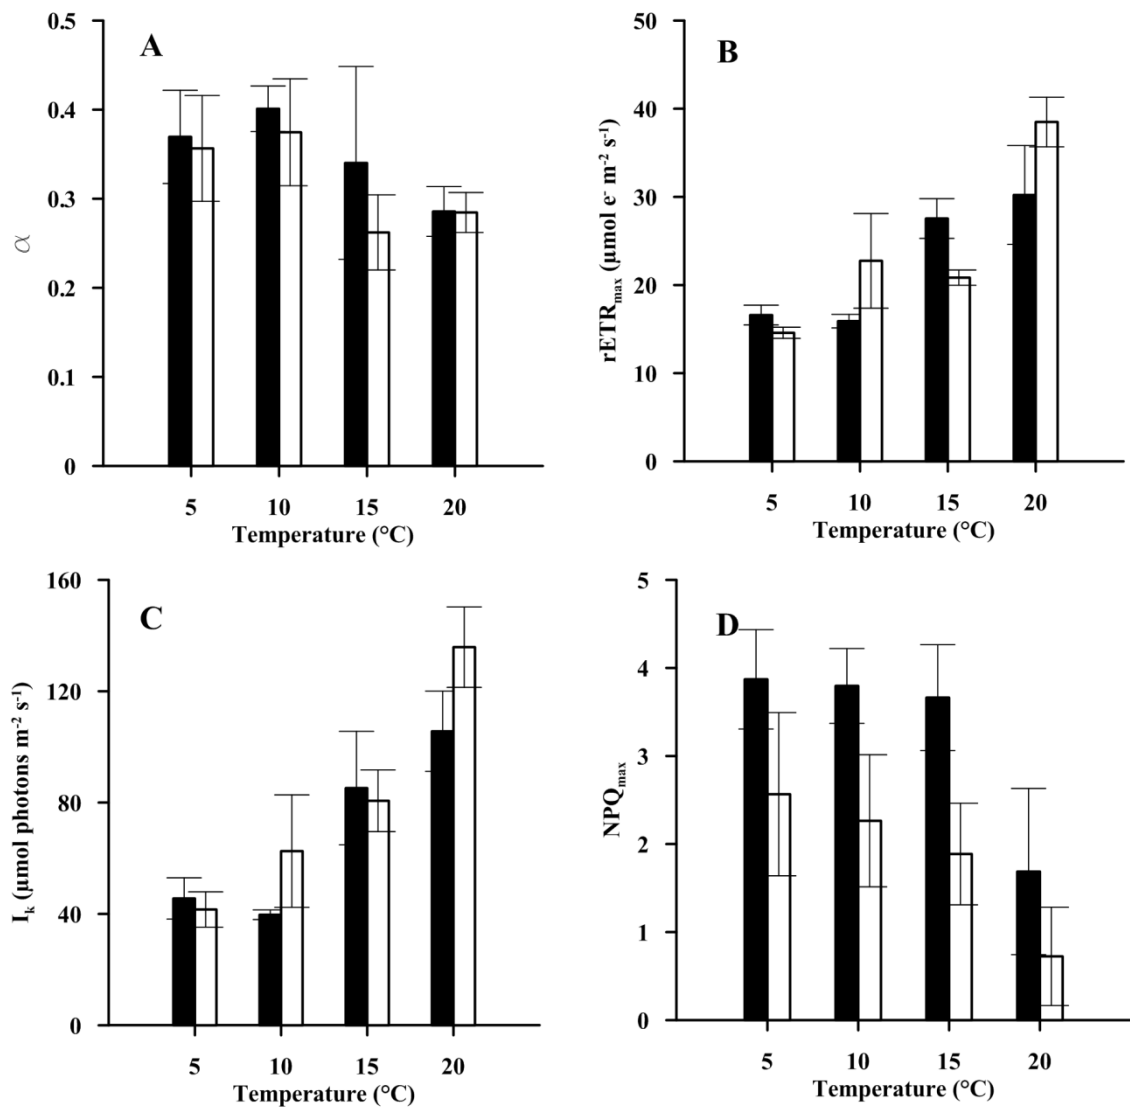 A
0.5
0.4
0.3
0.2
0.1
0
α
5 10 15 20
Temperature (°C)
B
50
40
30
20
10
0
rETRmax (µmol e- m-2 s-1)
5 10 15 20
Temperature (°C)
C
160
120
80
40
0
Ik (µmol photons m-2 s-1)
5 10 15 20
Temperature (°C)
D
5
4
3
2
1
0
NPQmax
5 10 15 20
Temperature (°C)